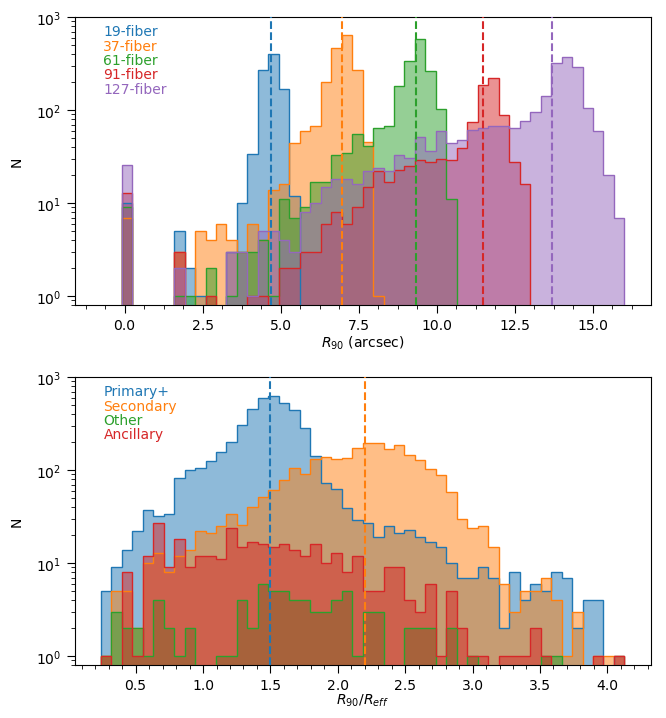 10³
19-fiber
37-fiber
61-fiber
91-fiber
127-fiber
10²
N
10¹
10⁰
0.0 2.5 5.0 7.5 10.0 12.5 15.0
R₉₀ (arcsec)
10³
Primary+
Secondary
Other
Ancillary
10²
N
10¹
10⁰
0.5 1.0 1.5 2.0 2.5 3.0 3.5 4.0
R₉₀/R_eff